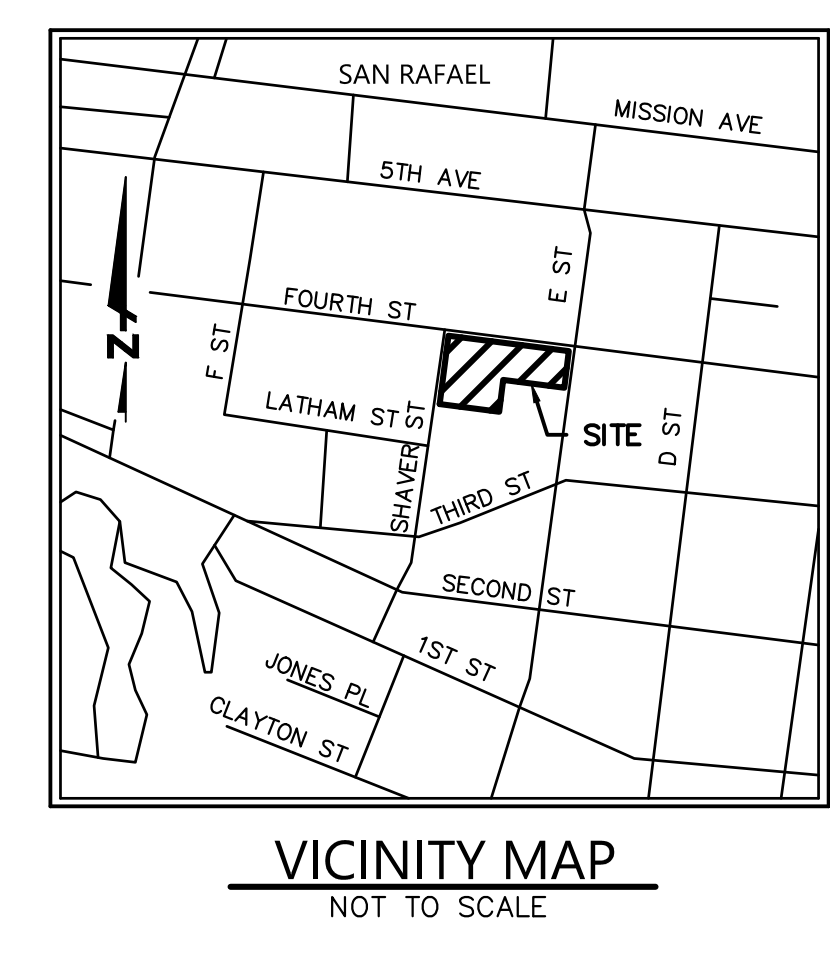 SAN RAFAEL
MISSION AVE
5TH AVE
E ST
FOURTH ST
N
F ST
LATHAM ST
SHAVER ST
SITE
D ST
THIRD ST
SECOND ST
1ST ST
JONES PL
CLAYTON ST
VICINITY MAP
NOT TO SCALE